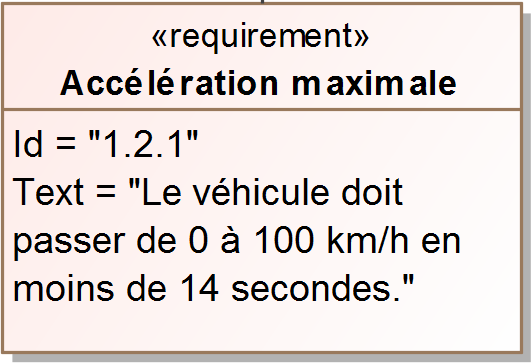 «requirement»
Accélération maximale
Id = "1.2.1"
Text = "Le véhicule doit
passer de 0 à 100 km/h en
moins de 14 secondes."